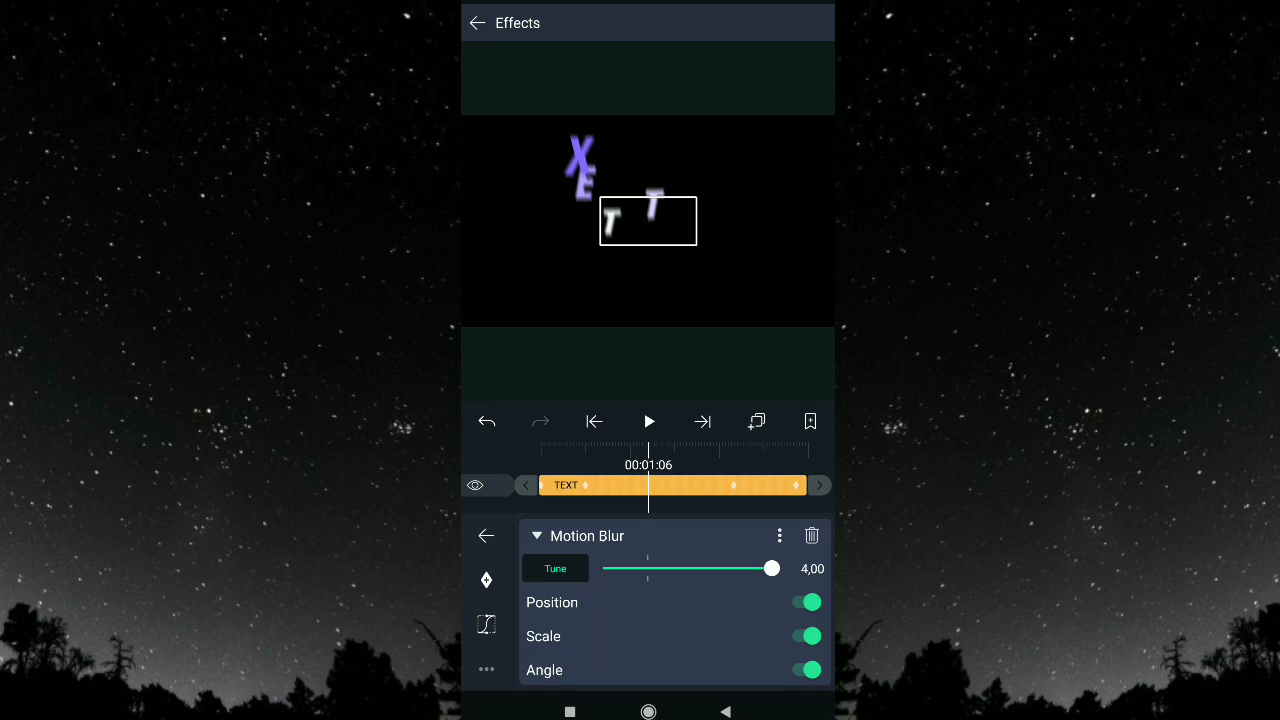 Effects
X
E
T
T
00:01:06
TEXT
Motion Blur
Tune
4,00
Position
Scale
Angle